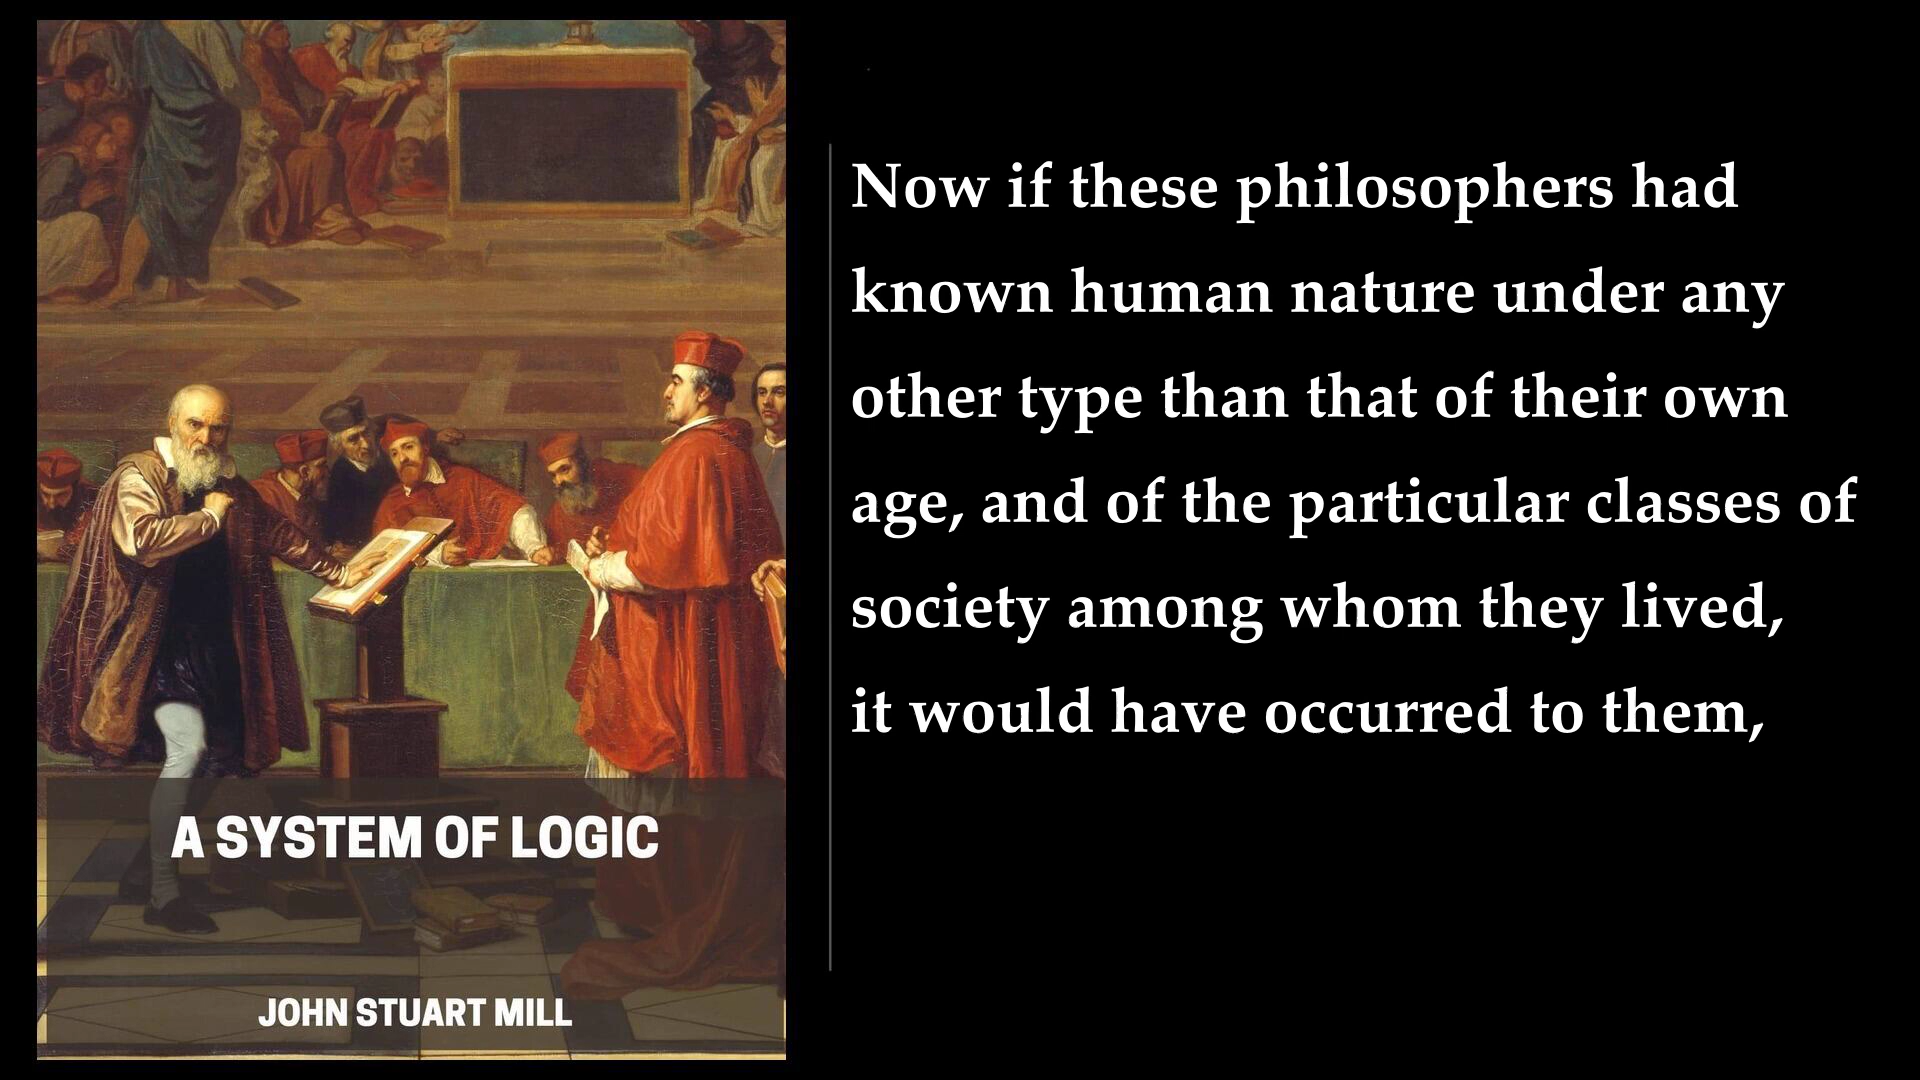 A SYSTEM OF LOGIC
JOHN STUART MILL
Now if these philosophers had
known human nature under any
other type than that of their own
age, and of the particular classes of
society among whom they lived,
it would have occurred to them,